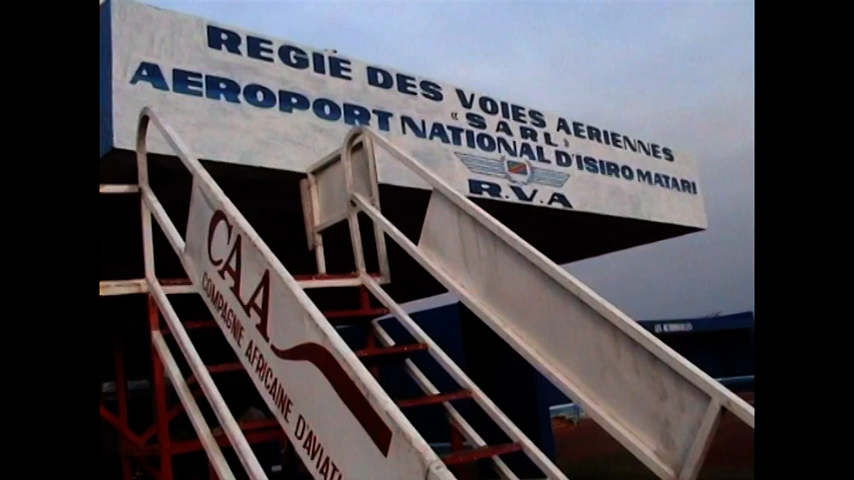 REGIE DES VOIES AERIENNES
« SARL »
AEROPORT NATIONAL D'ISIRO MATARI
R.V.A
CAA
COMPAGNIE AFRICAINE D'AVIATI